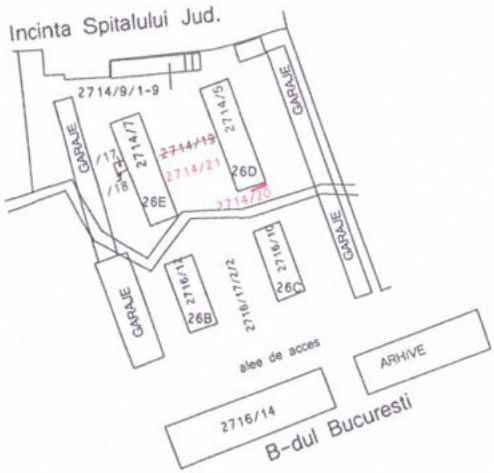 Incinta Spitalului Jud.
2714/9/1-9
GARAJE
GARAJE
2714/5
2714/7
/17
/18
2714/19
2714/21
26D
26E
2714/20
GARAJE
GARAJE
2716/12
26B
2716/17/2/2
2716/10
26C
alee de acces
ARHIVE
2716/14
B-dul Bucuresti